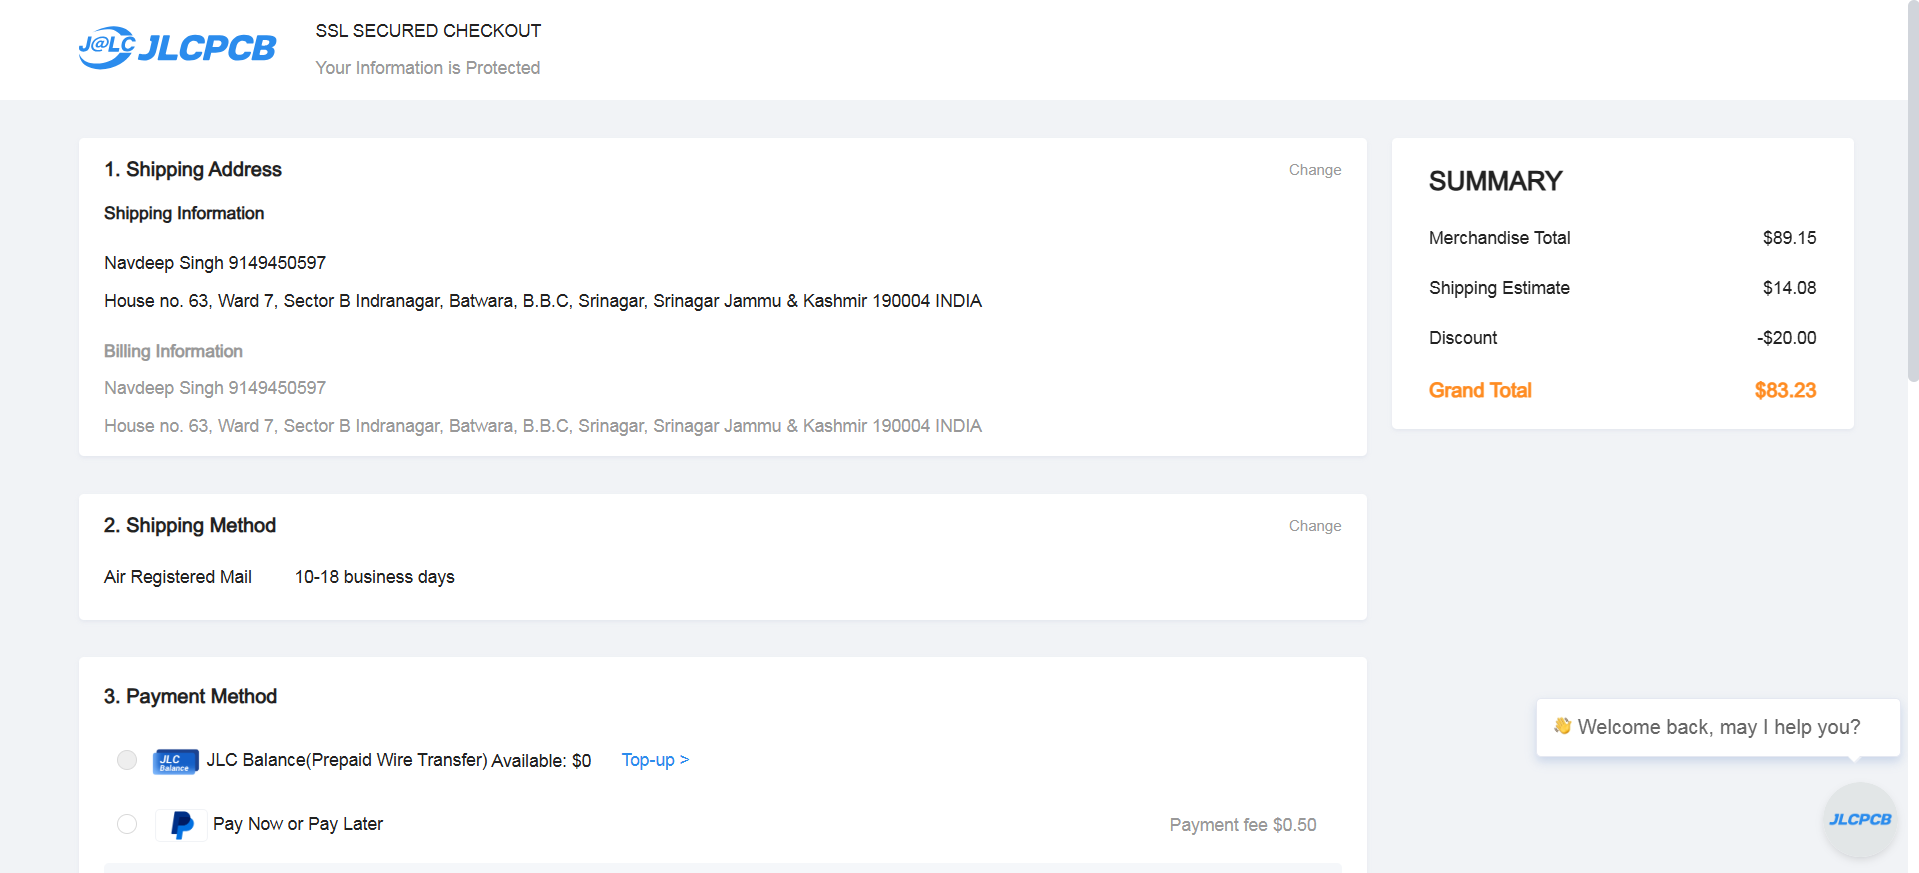 J@LC JLCPCB
SSL SECURED CHECKOUT
Your Information is Protected
1. Shipping Address
Change
Shipping Information
Navdeep Singh 9149450597
House no. 63, Ward 7, Sector B Indranagar, Batwara, B.B.C, Srinagar, Srinagar Jammu & Kashmir 190004 INDIA
Billing Information
Navdeep Singh 9149450597
House no. 63, Ward 7, Sector B Indranagar, Batwara, B.B.C, Srinagar, Srinagar Jammu & Kashmir 190004 INDIA
2. Shipping Method
Change
Air Registered Mail 10-18 business days
3. Payment Method
JLC Balance JLC Balance(Prepaid Wire Transfer) Available: $0 Top-up >
Pay Now or Pay Later Payment fee $0.50
SUMMARY
Merchandise Total $89.15
Shipping Estimate $14.08
Discount -$20.00
Grand Total $83.23
👋 Welcome back, may I help you?
JLCPCB